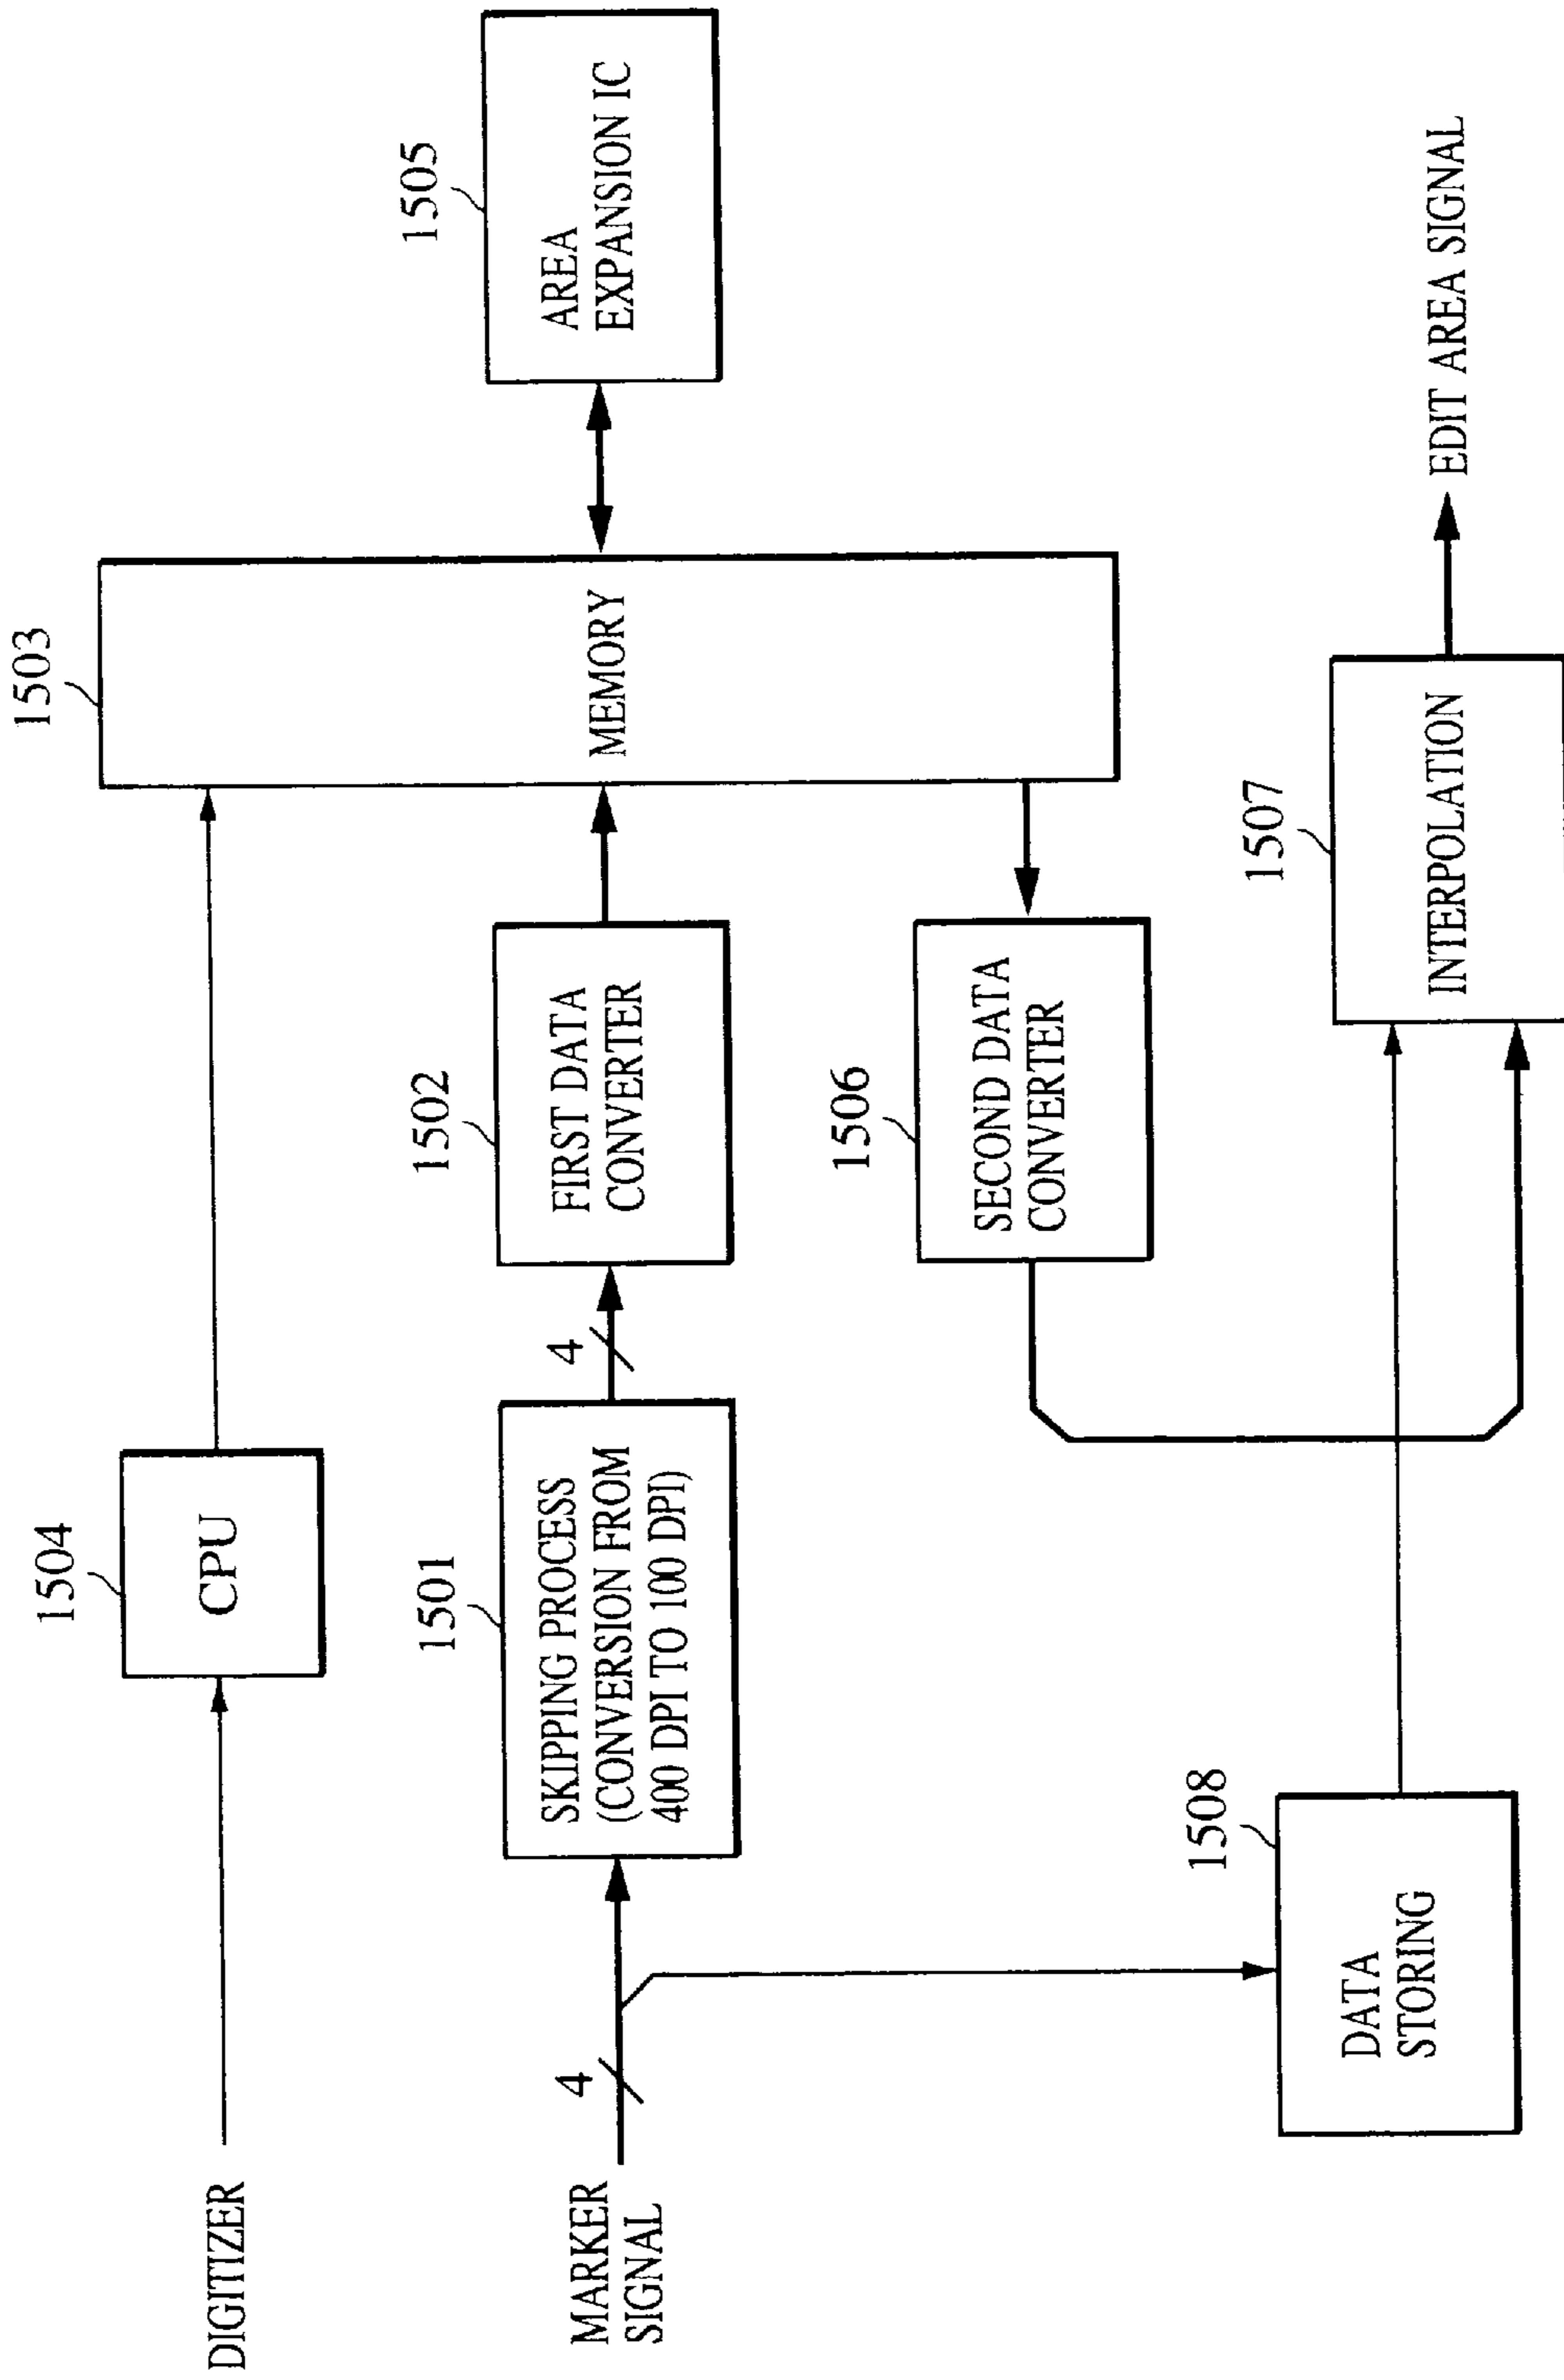 DIGITIZER
1504
CPU
1503
MEMORY
1505
AREA
EXPANSION IC
MARKER
SIGNAL
4
1501
SKIPPING PROCESS
(CONVERSION FROM
400 DPI TO 100 DPI)
4
1502
FIRST DATA
CONVERTER
1506
SECOND DATA
CONVERTER
1508
DATA
STORING
1507
INTERPOLATION
EDIT AREA SIGNAL